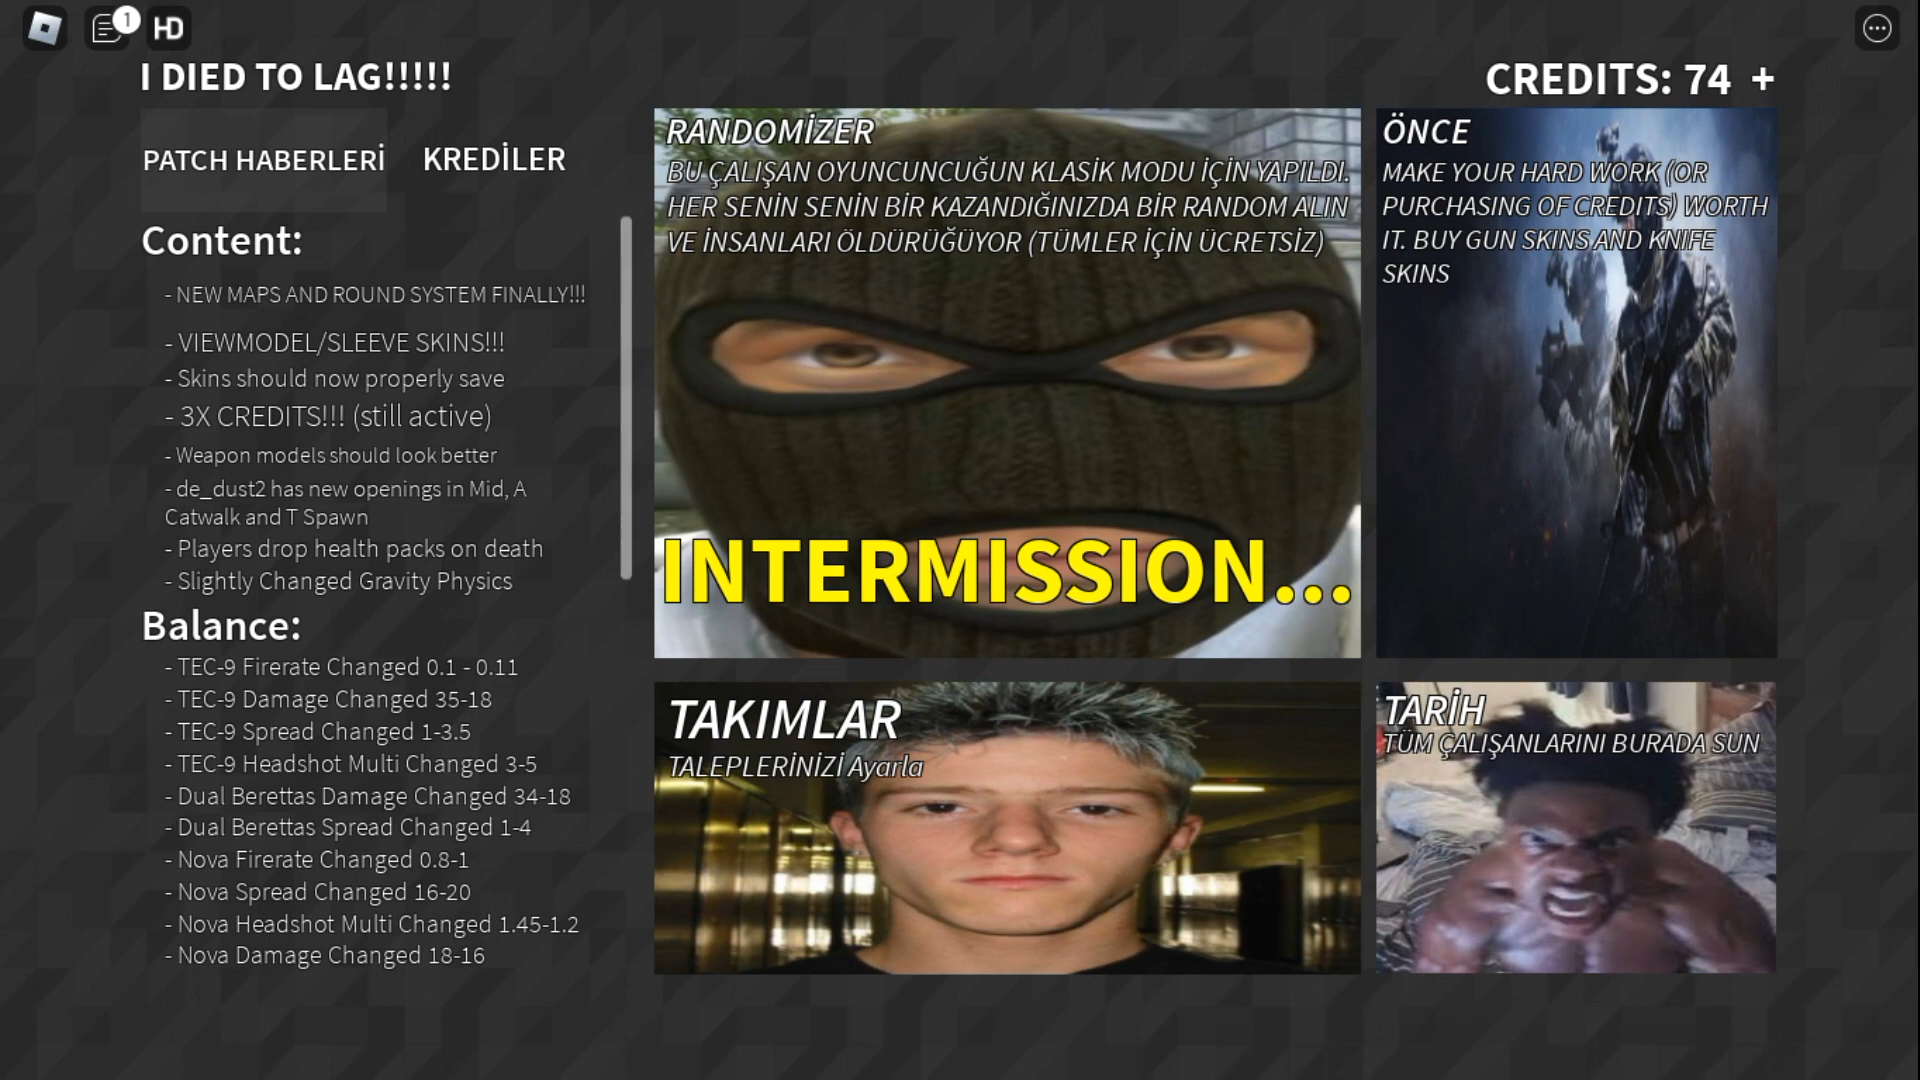 1
HD
I DIED TO LAG!!!!!
CREDITS: 74 +
PATCH HABERLERİ
KREDİLER
Content:
- NEW MAPS AND ROUND SYSTEM FINALLY!!!
- VIEWMODEL/SLEEVE SKINS!!!
- Skins should now properly save
- 3X CREDITS!!! (still active)
- Weapon models should look better
- de_dust2 has new openings in Mid, A
Catwalk and T Spawn
- Players drop health packs on death
- Slightly Changed Gravity Physics
Balance:
- TEC-9 Firerate Changed 0.1 - 0.11
- TEC-9 Damage Changed 35-18
- TEC-9 Spread Changed 1-3.5
- TEC-9 Headshot Multi Changed 3-5
- Dual Berettas Damage Changed 34-18
- Dual Berettas Spread Changed 1-4
- Nova Firerate Changed 0.8-1
- Nova Spread Changed 16-20
- Nova Headshot Multi Changed 1.45-1.2
- Nova Damage Changed 18-16
RANDOMİZER
BU ÇALIŞAN OYUNCUNCUĞUN KLASİK MODU İÇİN YAPILDI.
HER SENİN SENİN BİR KAZANDIĞINIZDA BİR RANDOM ALIN
VE İNSANLARI ÖLDÜRÜĞÜYOR (TÜMLER İÇİN ÜCRETSİZ)
INTERMISSION...
ÖNCE
MAKE YOUR HARD WORK (OR
PURCHASING OF CREDITS) WORTH
IT. BUY GUN SKINS AND KNIFE
SKINS
TAKIMLAR
TALEPLERİNİZİ Ayarla
TARİH
TÜM ÇALIŞANLARINI BURADA SUN